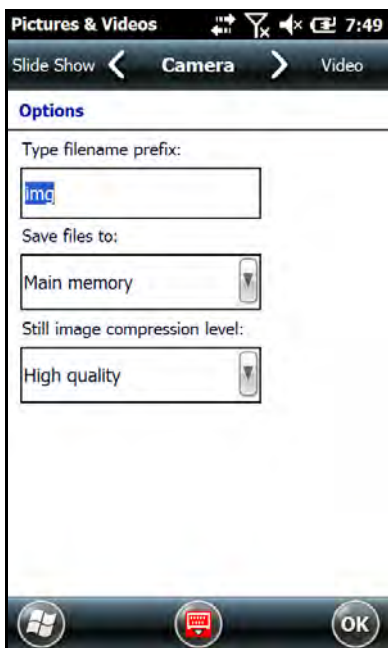 Pictures & Videos 7:49
Slide Show Camera Video
Options
Type filename prefix:
img
Save files to:
Main memory
Still image compression level:
High quality
OK